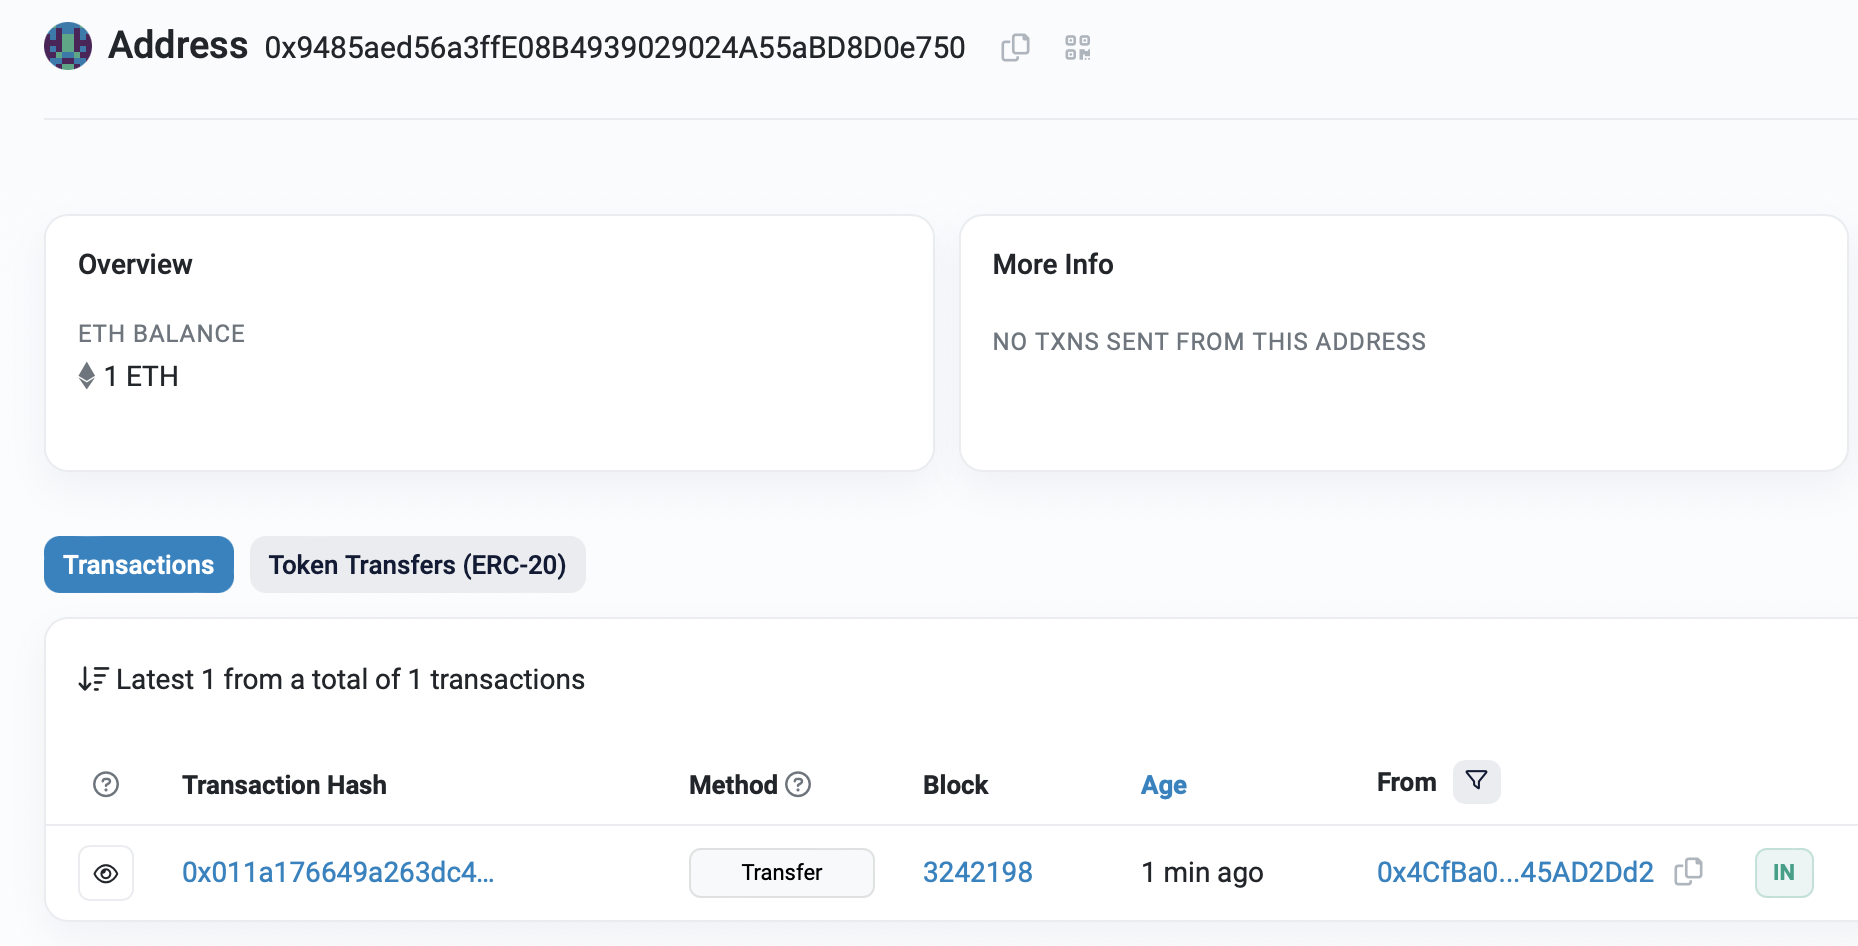 Address 0x9485aed56a3ffE08B4939029024A55aBD8D0e750
Overview
ETH BALANCE
1 ETH
More Info
NO TXNS SENT FROM THIS ADDRESS
Transactions
Token Transfers (ERC-20)
Latest 1 from a total of 1 transactions
Transaction Hash Method Block Age From
0x011a176649a263dc4... Transfer 3242198 1 min ago 0x4CfBa0...45AD2Dd2 IN